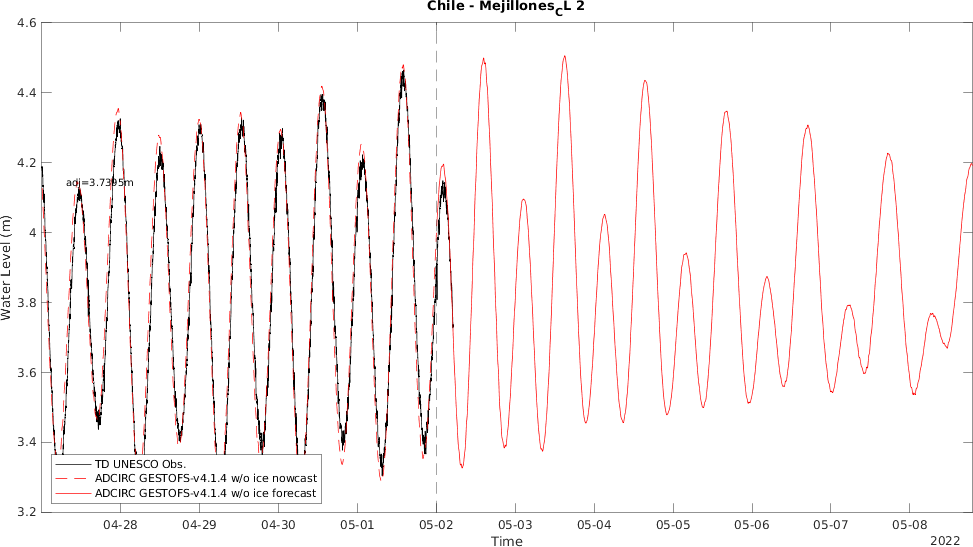 Chile - Mejillones_CL 2
4.6
4.4
4.2
4
3.8
3.6
3.4
3.2
Water Level (m)
adj=3.7395m
TD UNESCO Obs.
ADCIRC GESTOFS-v4.1.4 w/o ice nowcast
ADCIRC GESTOFS-v4.1.4 w/o ice forecast
04-28
04-29
04-30
05-01
05-02
05-03
05-04
05-05
05-06
05-07
05-08
Time
2022